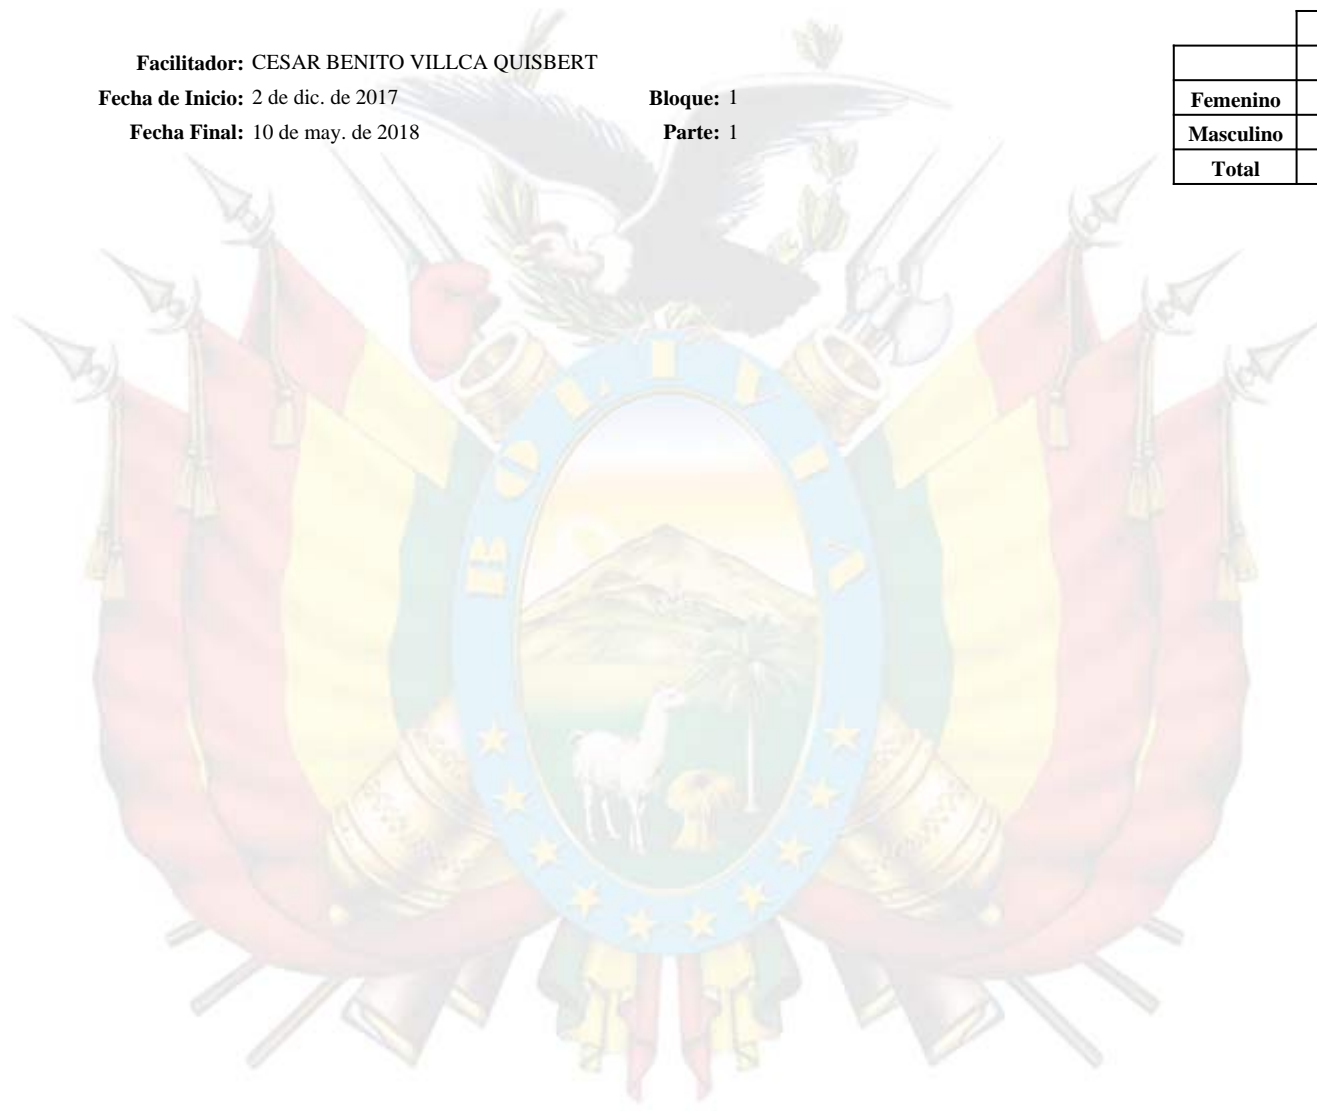 Facilitador: CESAR BENITO VILLCA QUISBERT
Fecha de Inicio: 2 de dic. de 2017 Bloque: 1
Fecha Final: 10 de may. de 2018 Parte: 1
Femenino
Masculino
Total
BOLIVIA